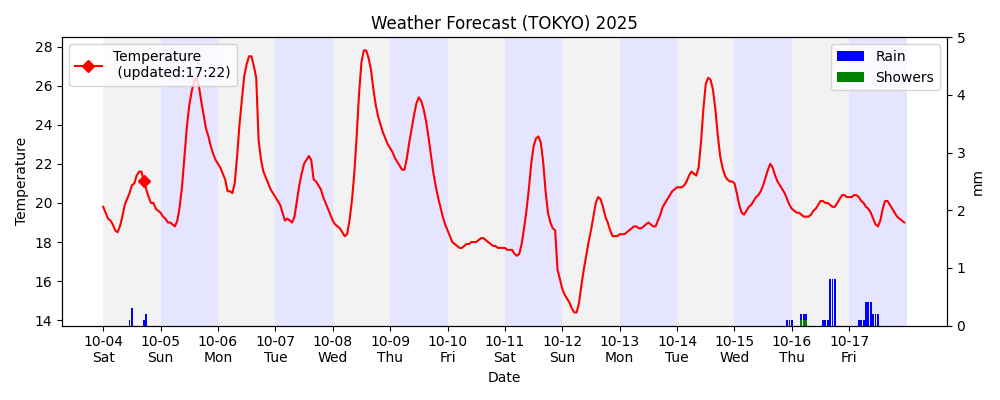 Weather Forecast (TOKYO) 2025
Temperature
(updated:17:22)
Rain
Showers
Temperature
28
26
24
22
20
18
16
14
5
4
3
2
1
0
mm
10-04 10-05 10-06 10-07 10-08 10-09 10-10 10-11 10-12 10-13 10-14 10-15 10-16 10-17
Sat Sun Mon Tue Wed Thu Fri Sat Sun Mon Tue Wed Thu Fri
Date